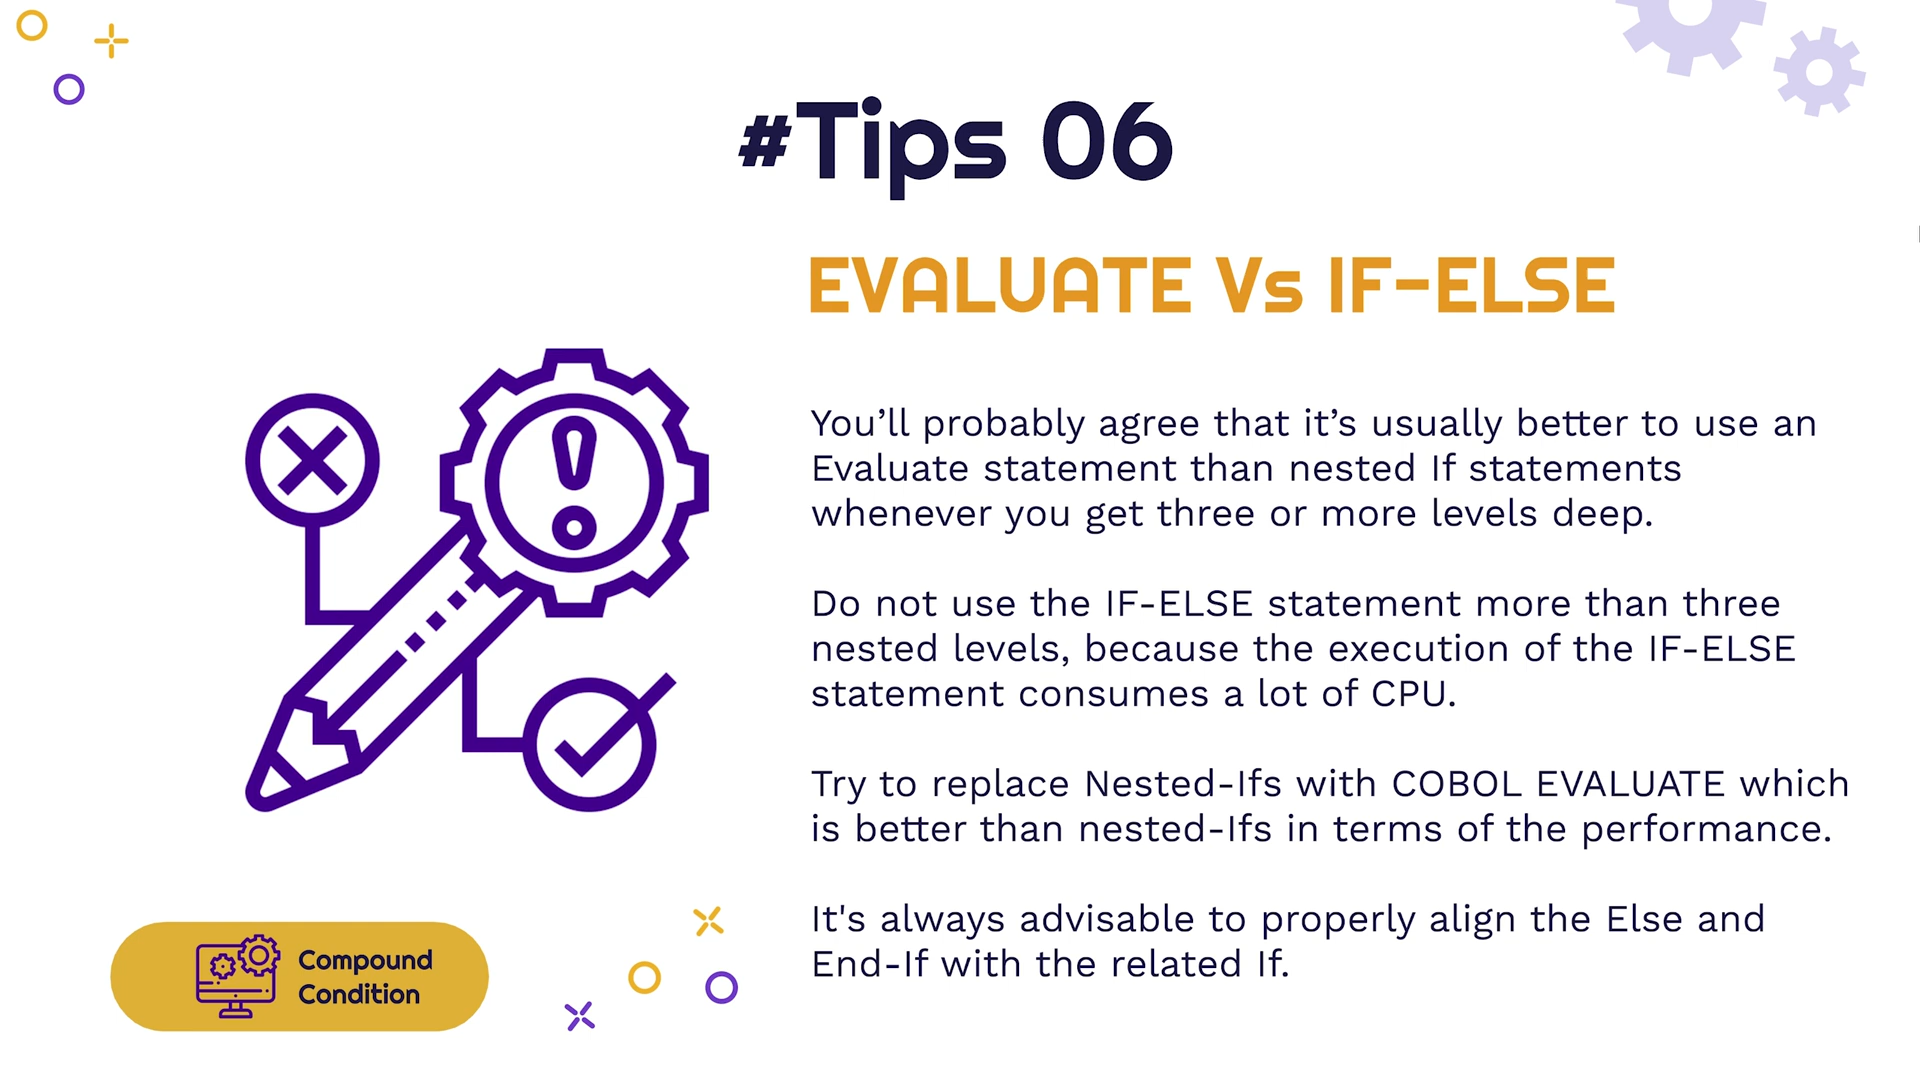 #Tips 06
EVALUATE Vs IF-ELSE
You’ll probably agree that it’s usually better to use an
Evaluate statement than nested If statements
whenever you get three or more levels deep.
Do not use the IF-ELSE statement more than three
nested levels, because the execution of the IF-ELSE
statement consumes a lot of CPU.
Try to replace Nested-Ifs with COBOL EVALUATE which
is better than nested-Ifs in terms of the performance.
It's always advisable to properly align the Else and
End-If with the related If.
Compound
Condition